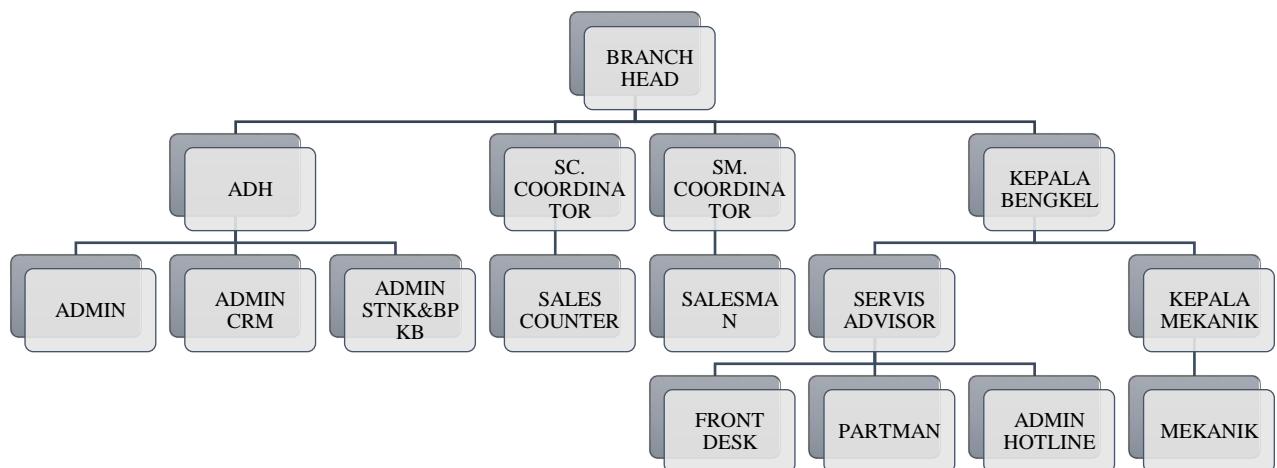 BRANCH
HEAD
ADH
SC.
COORDINA
TOR
SM.
COORDINA
TOR
KEPALA
BENGKEL
ADMIN
ADMIN
CRM
ADMIN
STNK&BP
KB
SALES
COUNTER
SALESMA
N
SERVIS
ADVISOR
KEPALA
MEKANIK
FRONT
DESK
PARTMAN
ADMIN
HOTLINE
MEKANIK